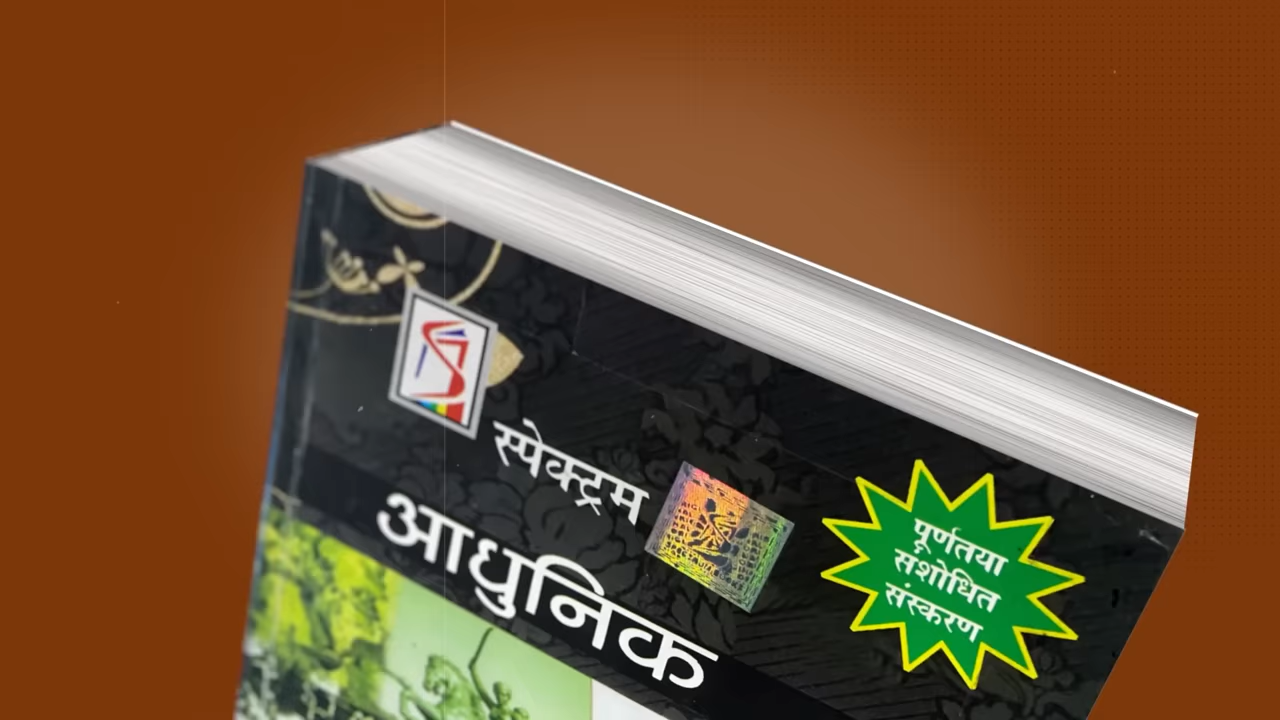 स्पेक्ट्रम
आधुनिक
पूर्णतया
संशोधित
संस्करण